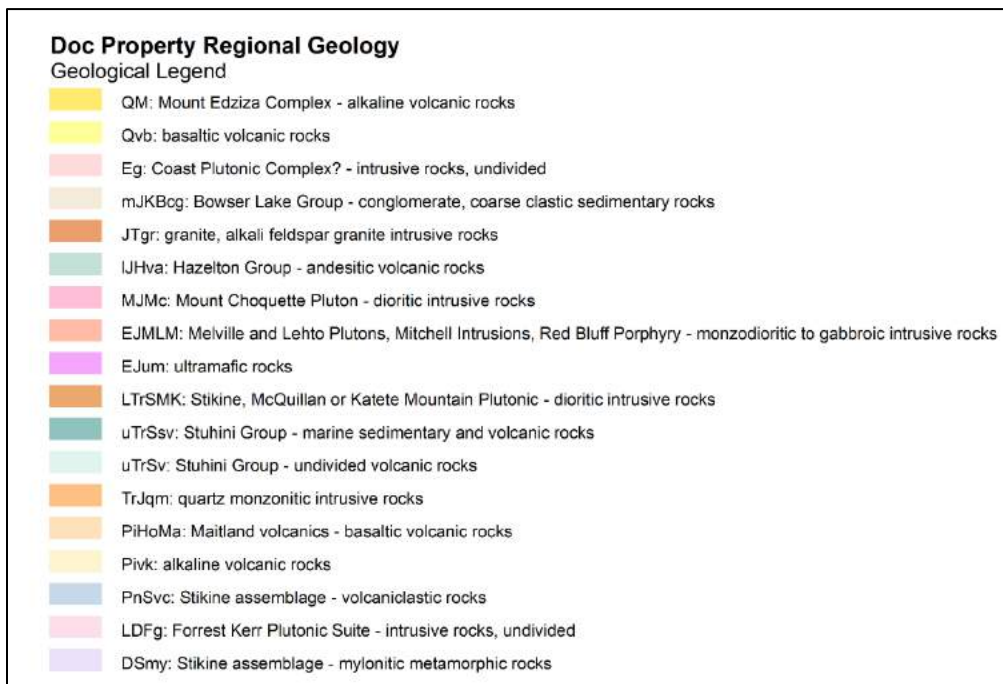 Doc Property Regional Geology
Geological Legend
QM: Mount Edziza Complex - alkaline volcanic rocks
Qvb: basaltic volcanic rocks
Eg: Coast Plutonic Complex? - intrusive rocks, undivided
mJKBcg: Bowser Lake Group - conglomerate, coarse clastic sedimentary rocks
JTgr: granite, alkali feldspar granite intrusive rocks
lJHva: Hazelton Group - andesitic volcanic rocks
MJMc: Mount Choquette Pluton - dioritic intrusive rocks
EJMLM: Melville and Lehto Plutons, Mitchell Intrusions, Red Bluff Porphyry - monzodioritic to gabbroic intrusive rocks
EJum: ultramafic rocks
LTrSMK: Stikine, McQuillan or Katete Mountain Plutonic - dioritic intrusive rocks
uTrSsv: Stuhini Group - marine sedimentary and volcanic rocks
uTrSv: Stuhini Group - undivided volcanic rocks
TrJqm: quartz monzonitic intrusive rocks
PiHoMa: Maitland volcanics - basaltic volcanic rocks
Pivk: alkaline volcanic rocks
PnSvc: Stikine assemblage - volcaniclastic rocks
LDFg: Forrest Kerr Plutonic Suite - intrusive rocks, undivided
DSmy: Stikine assemblage - mylonitic metamorphic rocks